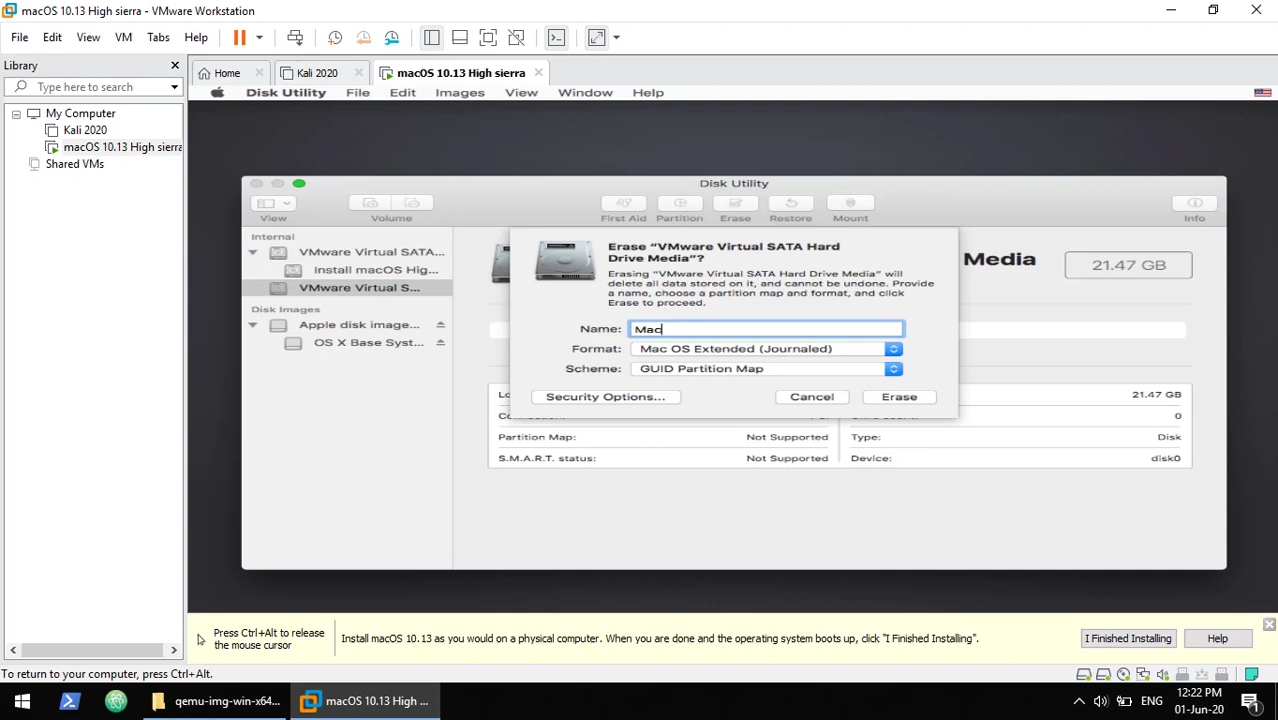 macOS 10.13 High sierra - VMware Workstation
File Edit View VM Tabs Help
Library
Type here to search
My Computer
Kali 2020
macOS 10.13 High sierra
Shared VMs
Home Kali 2020 macOS 10.13 High sierra
Disk Utility File Edit Images View Window Help
Disk Utility
View Volume First Aid Partition Erase Restore Mount Info
Internal
VMware Virtual SATA...
Install macOS Hig...
VMware Virtual S...
Disk Images
Apple disk image...
OS X Base Syst...
Media
21.47 GB
Erase “VMware Virtual SATA Hard
Drive Media”?
Erasing “VMware Virtual SATA Hard Drive Media” will
delete all data stored on it, and cannot be undone. Provide
a name, choose a partition map and format, and click
Erase to proceed.
Name: Mac
Format: Mac OS Extended (Journaled)
Scheme: GUID Partition Map
Security Options... Cancel Erase
21.47 GB
0
Partition Map: Not Supported Type: Disk
S.M.A.R.T. status: Not Supported Device: disk0
Press Ctrl+Alt to release
the mouse cursor
Install macOS 10.13 as you would on a physical computer. When you are done and the operating system boots up, click "I Finished Installing".
I Finished Installing Help
To return to your computer, press Ctrl+Alt.
qemu-img-win-x64... macOS 10.13 High ... ENG
12:22 PM
01-Jun-20
1